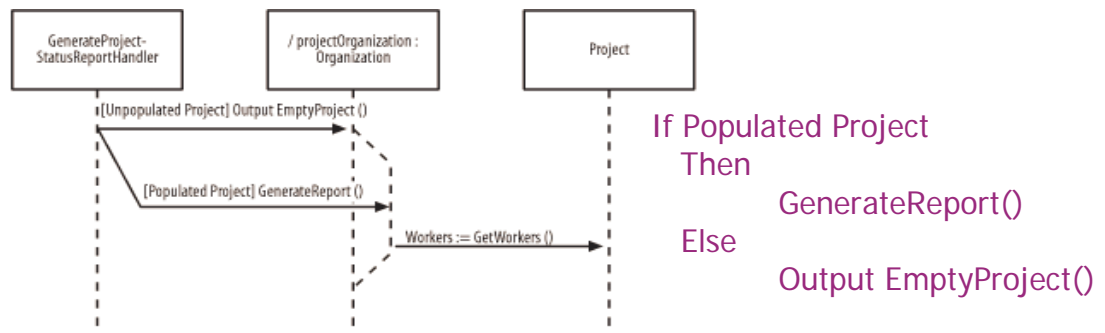 GenerateProject-
StatusReportHandler
/ projectOrganization :
Organization
Project
[Unpopulated Project] Output EmptyProject ()
[Populated Project] GenerateReport ()
Workers := GetWorkers ()
If Populated Project
Then
GenerateReport()
Else
Output EmptyProject()